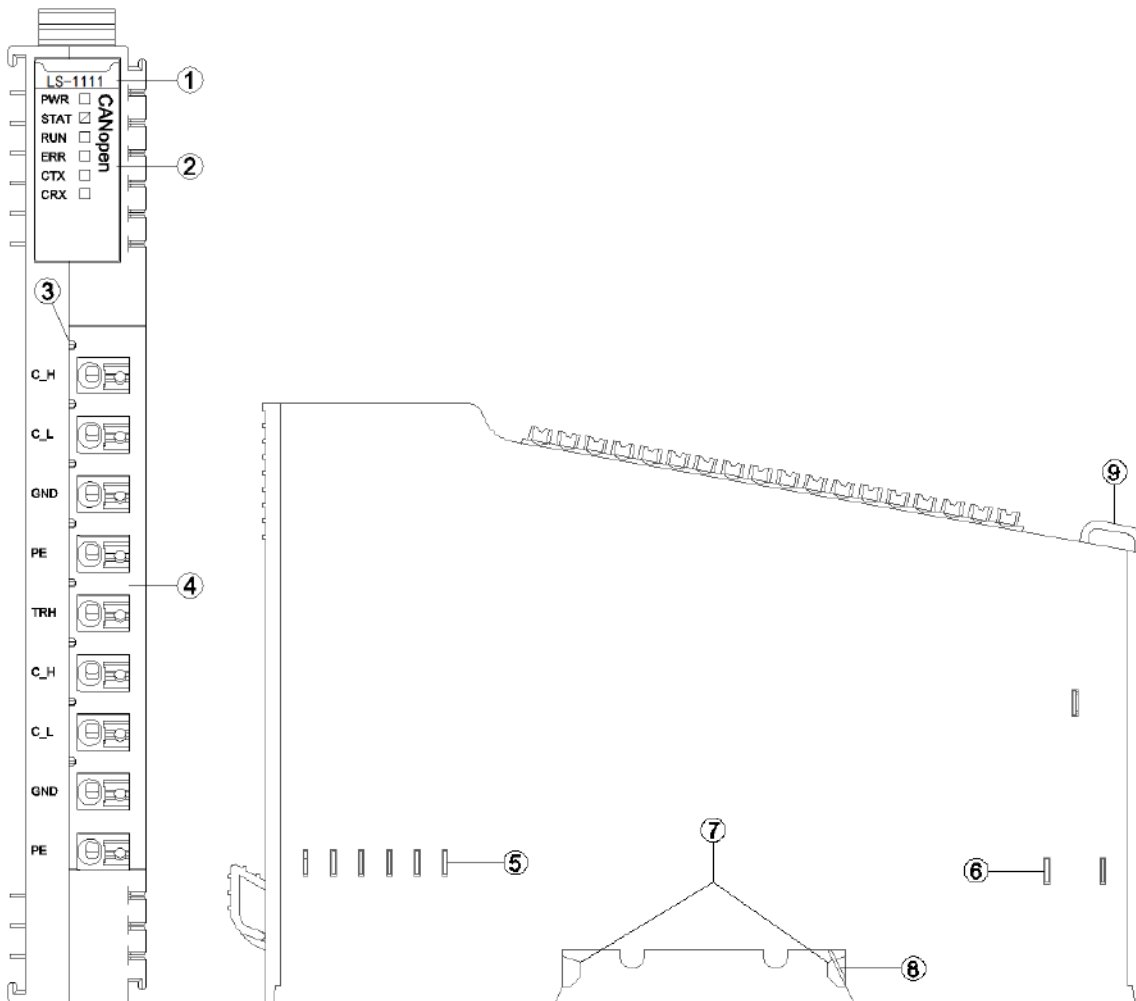 LS-1111
①
PWR
STAT
RUN
ERR
CTX
CRX
CANopen
②
③
C_H
C_L
GND
PE
④
TRH
C_H
C_L
GND
PE
⑤
⑥
⑦
⑧
⑨